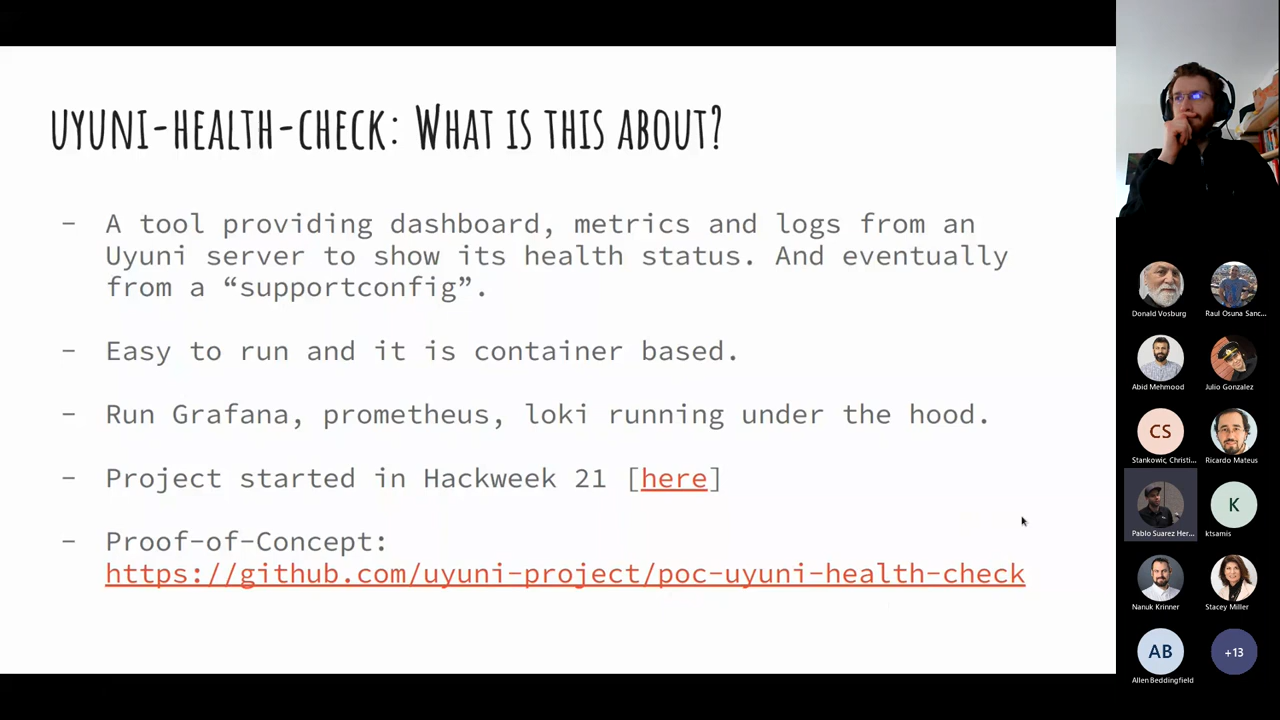 uyuni-health-check: What is this about?
- A tool providing dashboard, metrics and logs from an
Uyuni server to show its health status. And eventually
from a “supportconfig”.
- Easy to run and it is container based.
- Run Grafana, prometheus, loki running under the hood.
- Project started in Hackweek 21 [here]
- Proof-of-Concept:
https://github.com/uyuni-project/poc-uyuni-health-check
Donald Vosburg
Raul Osuna Sanc...
Abid Mehmood
Julio Gonzalez
CS
Stankovic, Christi...
Ricardo Mateus
Pablo Suarez Her...
K
ktsamis
Nanuk Krinner
Stacey Miller
AB
Allen Beddingfield
+13